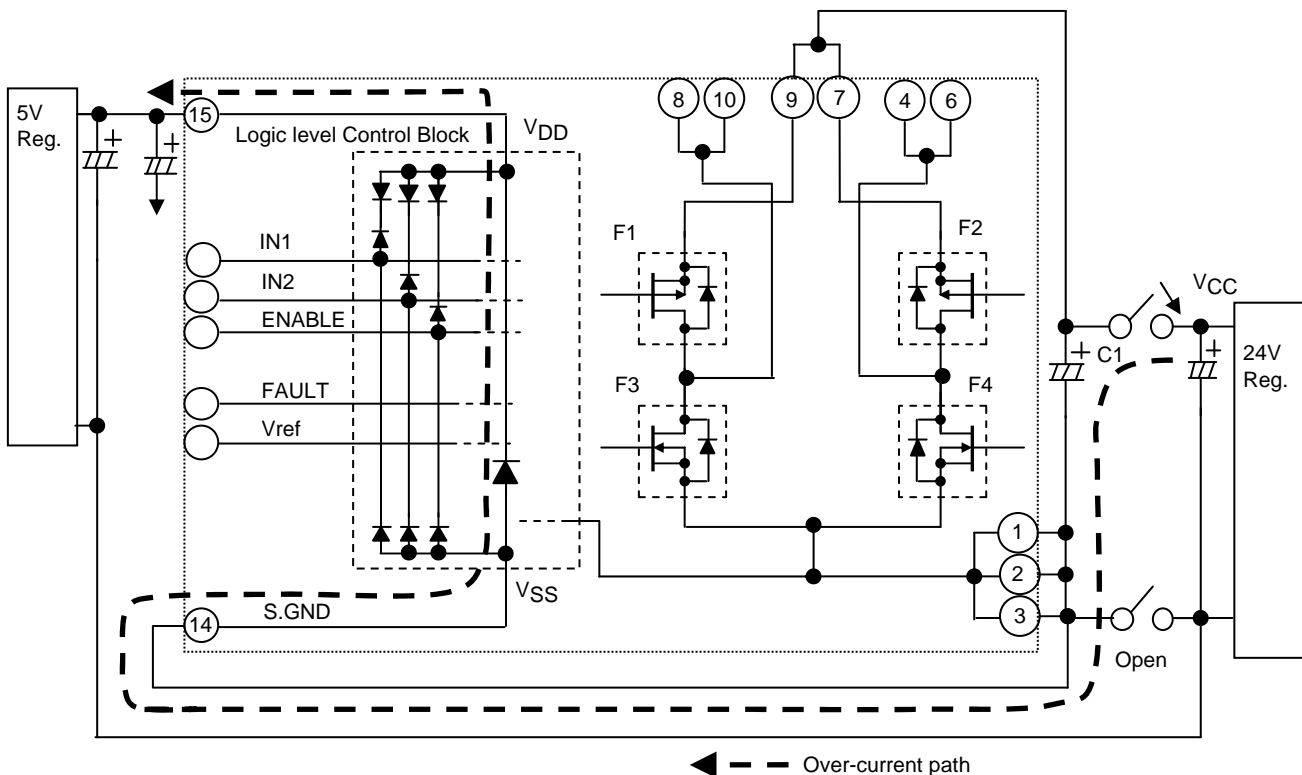 5V
Reg.
+
+
15
Logic level Control Block
VDD
8
10
9
7
4
6
IN1
IN2
ENABLE
FAULT
Vref
F1
F2
F3
F4
VCC
+
C1
+
24V
Reg.
1
2
3
VSS
S.GND
14
Open
Over-current path